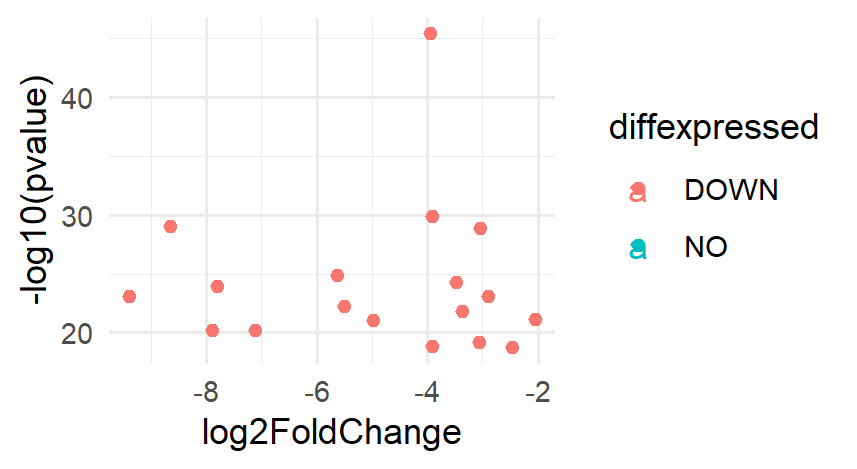 -log10(pvalue)
40
30
20
-8
-6
-4
-2
log2FoldChange
diffexpressed
a DOWN
a NO